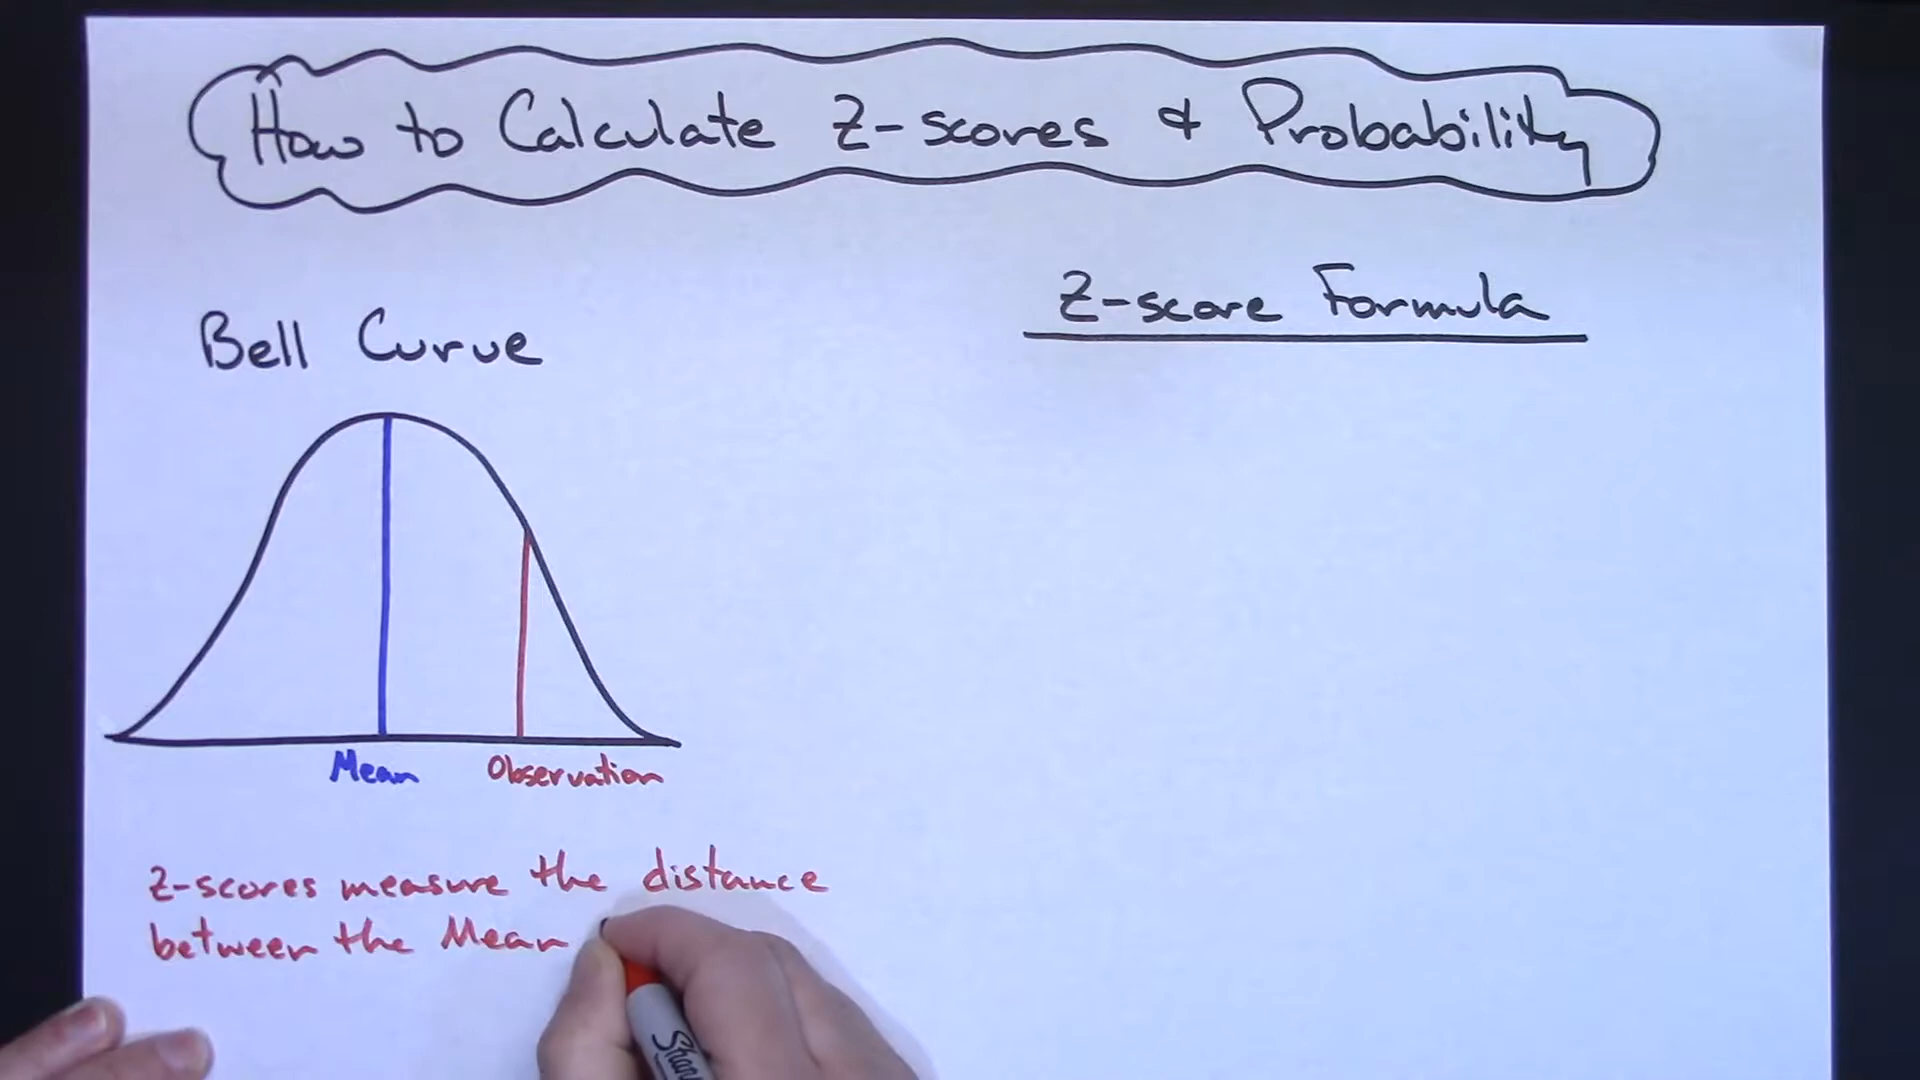 How to Calculate Z-scores & Probability
Z-score Formula
Bell Curve
Mean Observation
Z-scores measure the distance
between the Mean